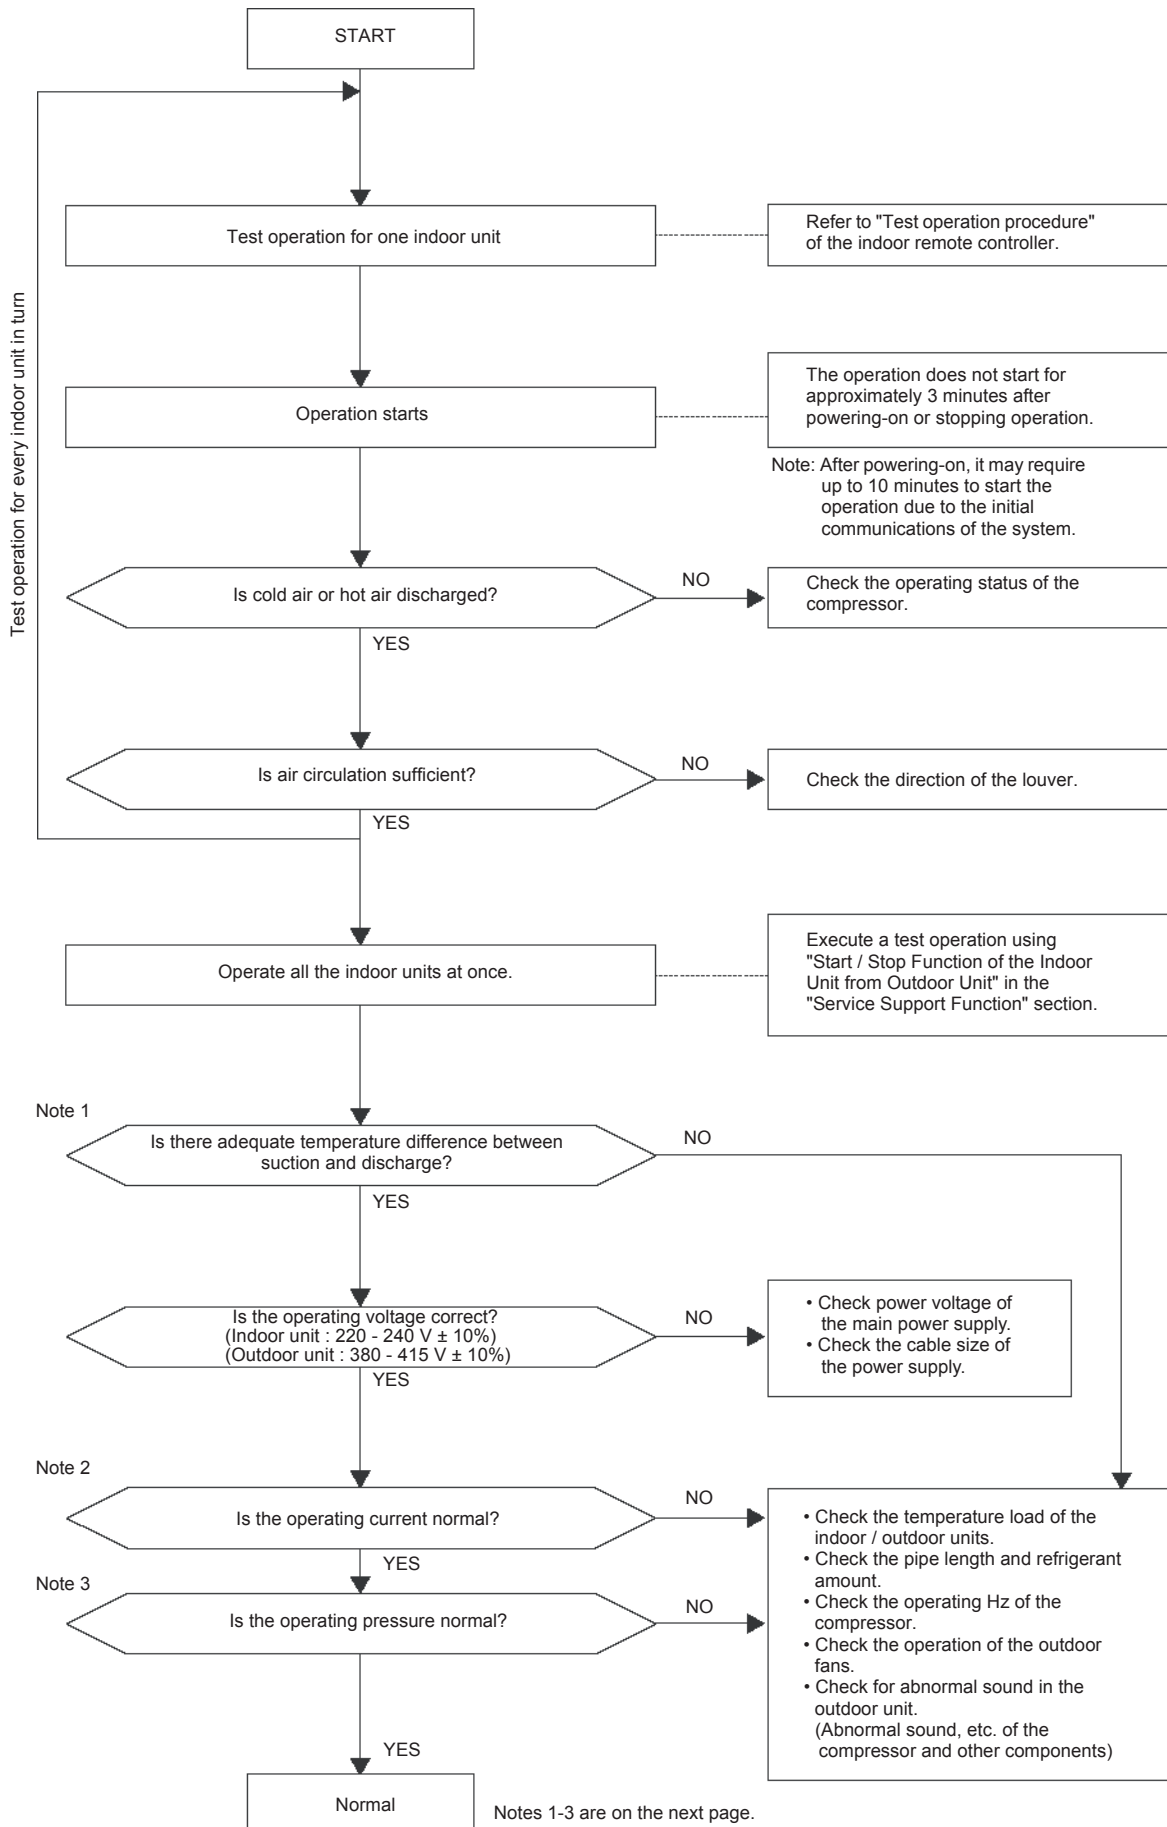 START
Test operation for every indoor unit in turn
Test operation for one indoor unit
Refer to "Test operation procedure"
of the indoor remote controller.
Operation starts
The operation does not start for
approximately 3 minutes after
powering-on or stopping operation.
Note: After powering-on, it may require
up to 10 minutes to start the
operation due to the initial
communications of the system.
Is cold air or hot air discharged?
NO
Check the operating status of the
compressor.
YES
Is air circulation sufficient?
NO
Check the direction of the louver.
YES
Operate all the indoor units at once.
Execute a test operation using
"Start / Stop Function of the Indoor
Unit from Outdoor Unit" in the
"Service Support Function" section.
Note 1
Is there adequate temperature difference between
suction and discharge?
NO
YES
Is the operating voltage correct?
(Indoor unit : 220 - 240 V ± 10%)
(Outdoor unit : 380 - 415 V ± 10%)
NO
• Check power voltage of
the main power supply.
• Check the cable size of
the power supply.
YES
Note 2
Is the operating current normal?
NO
YES
Note 3
Is the operating pressure normal?
NO
• Check the temperature load of the
indoor / outdoor units.
• Check the pipe length and refrigerant
amount.
• Check the operating Hz of the
compressor.
• Check the operation of the outdoor
fans.
• Check for abnormal sound in the
outdoor unit.
(Abnormal sound, etc. of the
compressor and other components)
YES
Normal
Notes 1-3 are on the next page.